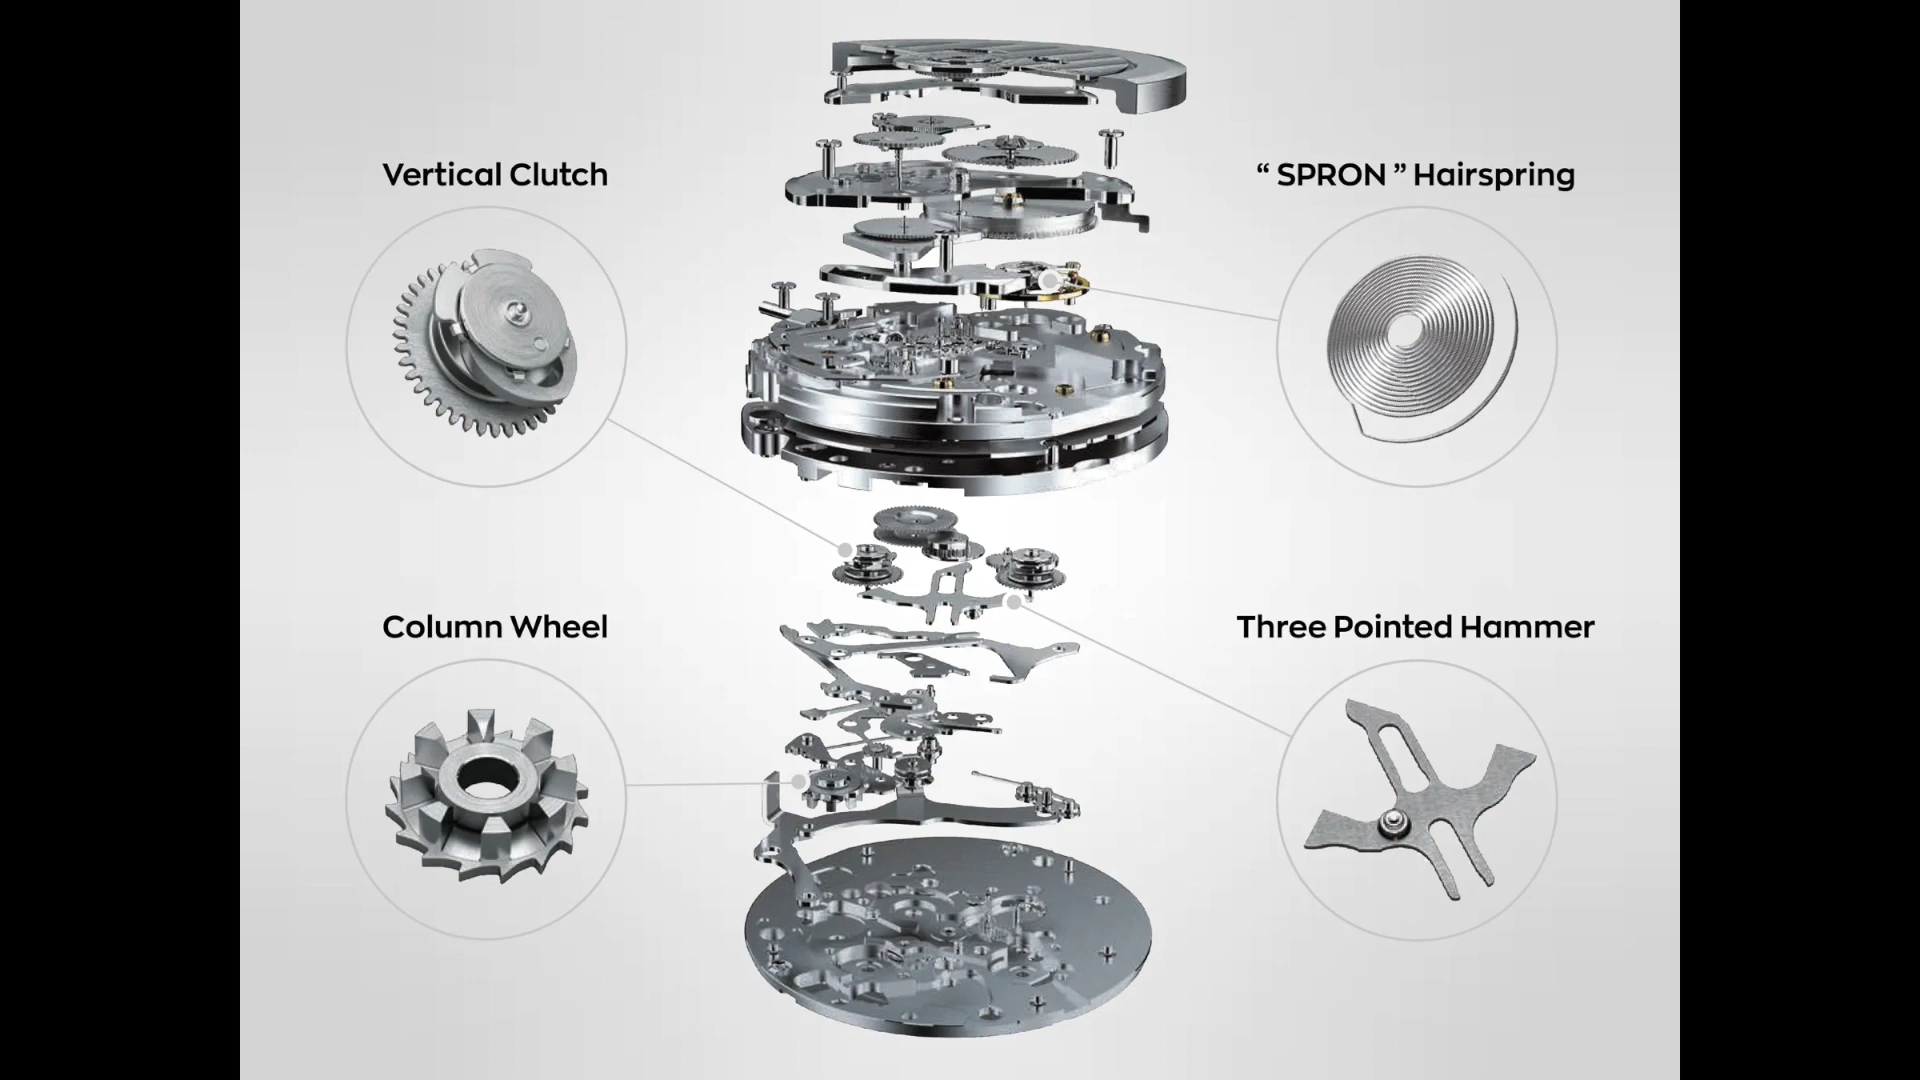 Vertical Clutch
“ SPRON ” Hairspring
Column Wheel
Three Pointed Hammer